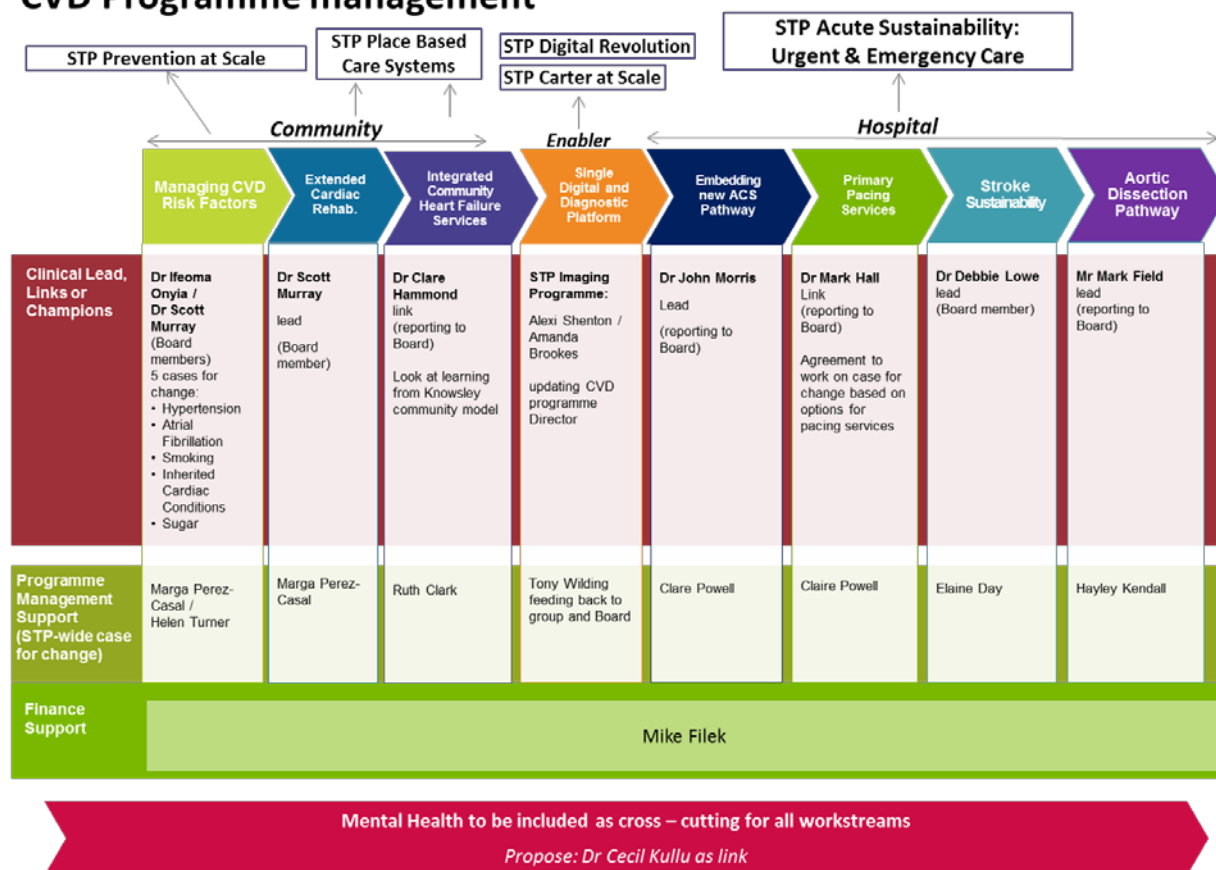 CVD Programme management
STP Prevention at Scale
STP Place Based
Care Systems
STP Digital Revolution
STP Carter at Scale
STP Acute Sustainability:
Urgent & Emergency Care
Community
Enabler
Hospital
Managing CVD
Risk Factors
Extended
Cardiac
Rehab.
Integrated
Community
Heart Failure
Services
Single
Digital and
Diagnostic
Platform
Embedding
new ACS
Pathway
Primary
Pacing
Services
Stroke
Sustainability
Aortic
Dissection
Pathway
Clinical Lead,
Links or
Champions
Dr Ifeoma
Onyia /
Dr Scott
Murray
(Board
members)
5 cases for
change:
• Hypertension
• Atrial
Fibrillation
• Smoking
• Inherited
Cardiac
Conditions
• Sugar
Dr Scott
Murray
lead
(Board
member)
Dr Clare
Hammond
link
(reporting to
Board)
Look at learning
from Knowsley
community model
STP Imaging
Programme:
Alexi Shenton /
Amanda
Brookes
updating CVD
programme
Director
Dr John Morris
Lead
(reporting to
Board)
Dr Mark Hall
Link
(reporting to
Board)
Agreement to
work on case for
change based on
options for
pacing services
Dr Debbie Lowe
lead
(Board member)
Mr Mark Field
lead
(reporting to
Board)
Programme
Management
Support
(STP-wide case
for change)
Marga Perez-
Casal /
Helen Turner
Marga Perez-
Casal
Ruth Clark
Tony Wilding
feeding back to
group and Board
Clare Powell
Claire Powell
Elaine Day
Hayley Kendall
Finance
Support
Mike Filek
Mental Health to be included as cross – cutting for all workstreams
Propose: Dr Cecil Kullu as link